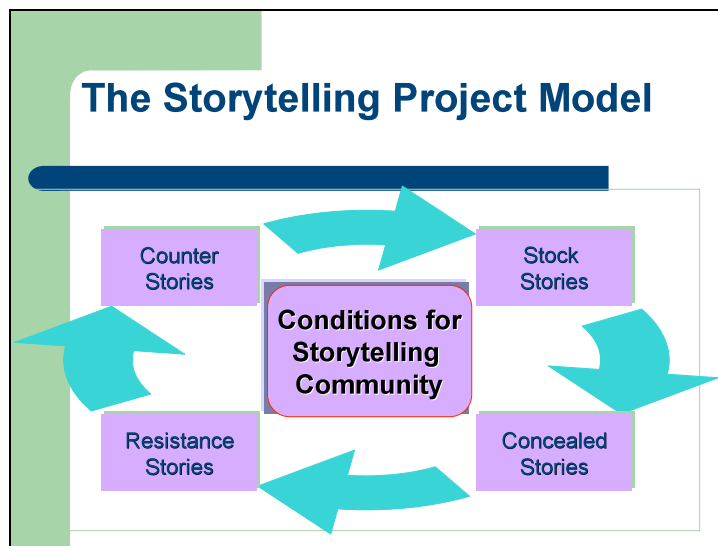 The Storytelling Project Model
Counter
Stories
Stock
Stories
Conditions for
Storytelling
Community
Resistance
Stories
Concealed
Stories